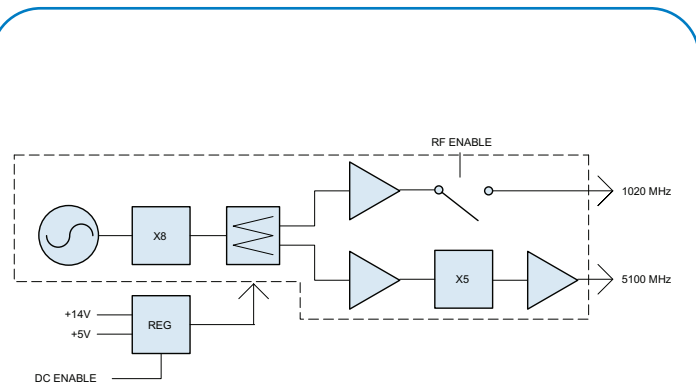 RF ENABLE
1020 MHz
X8
X5
5100 MHz
+14V
REG
+5V
DC ENABLE